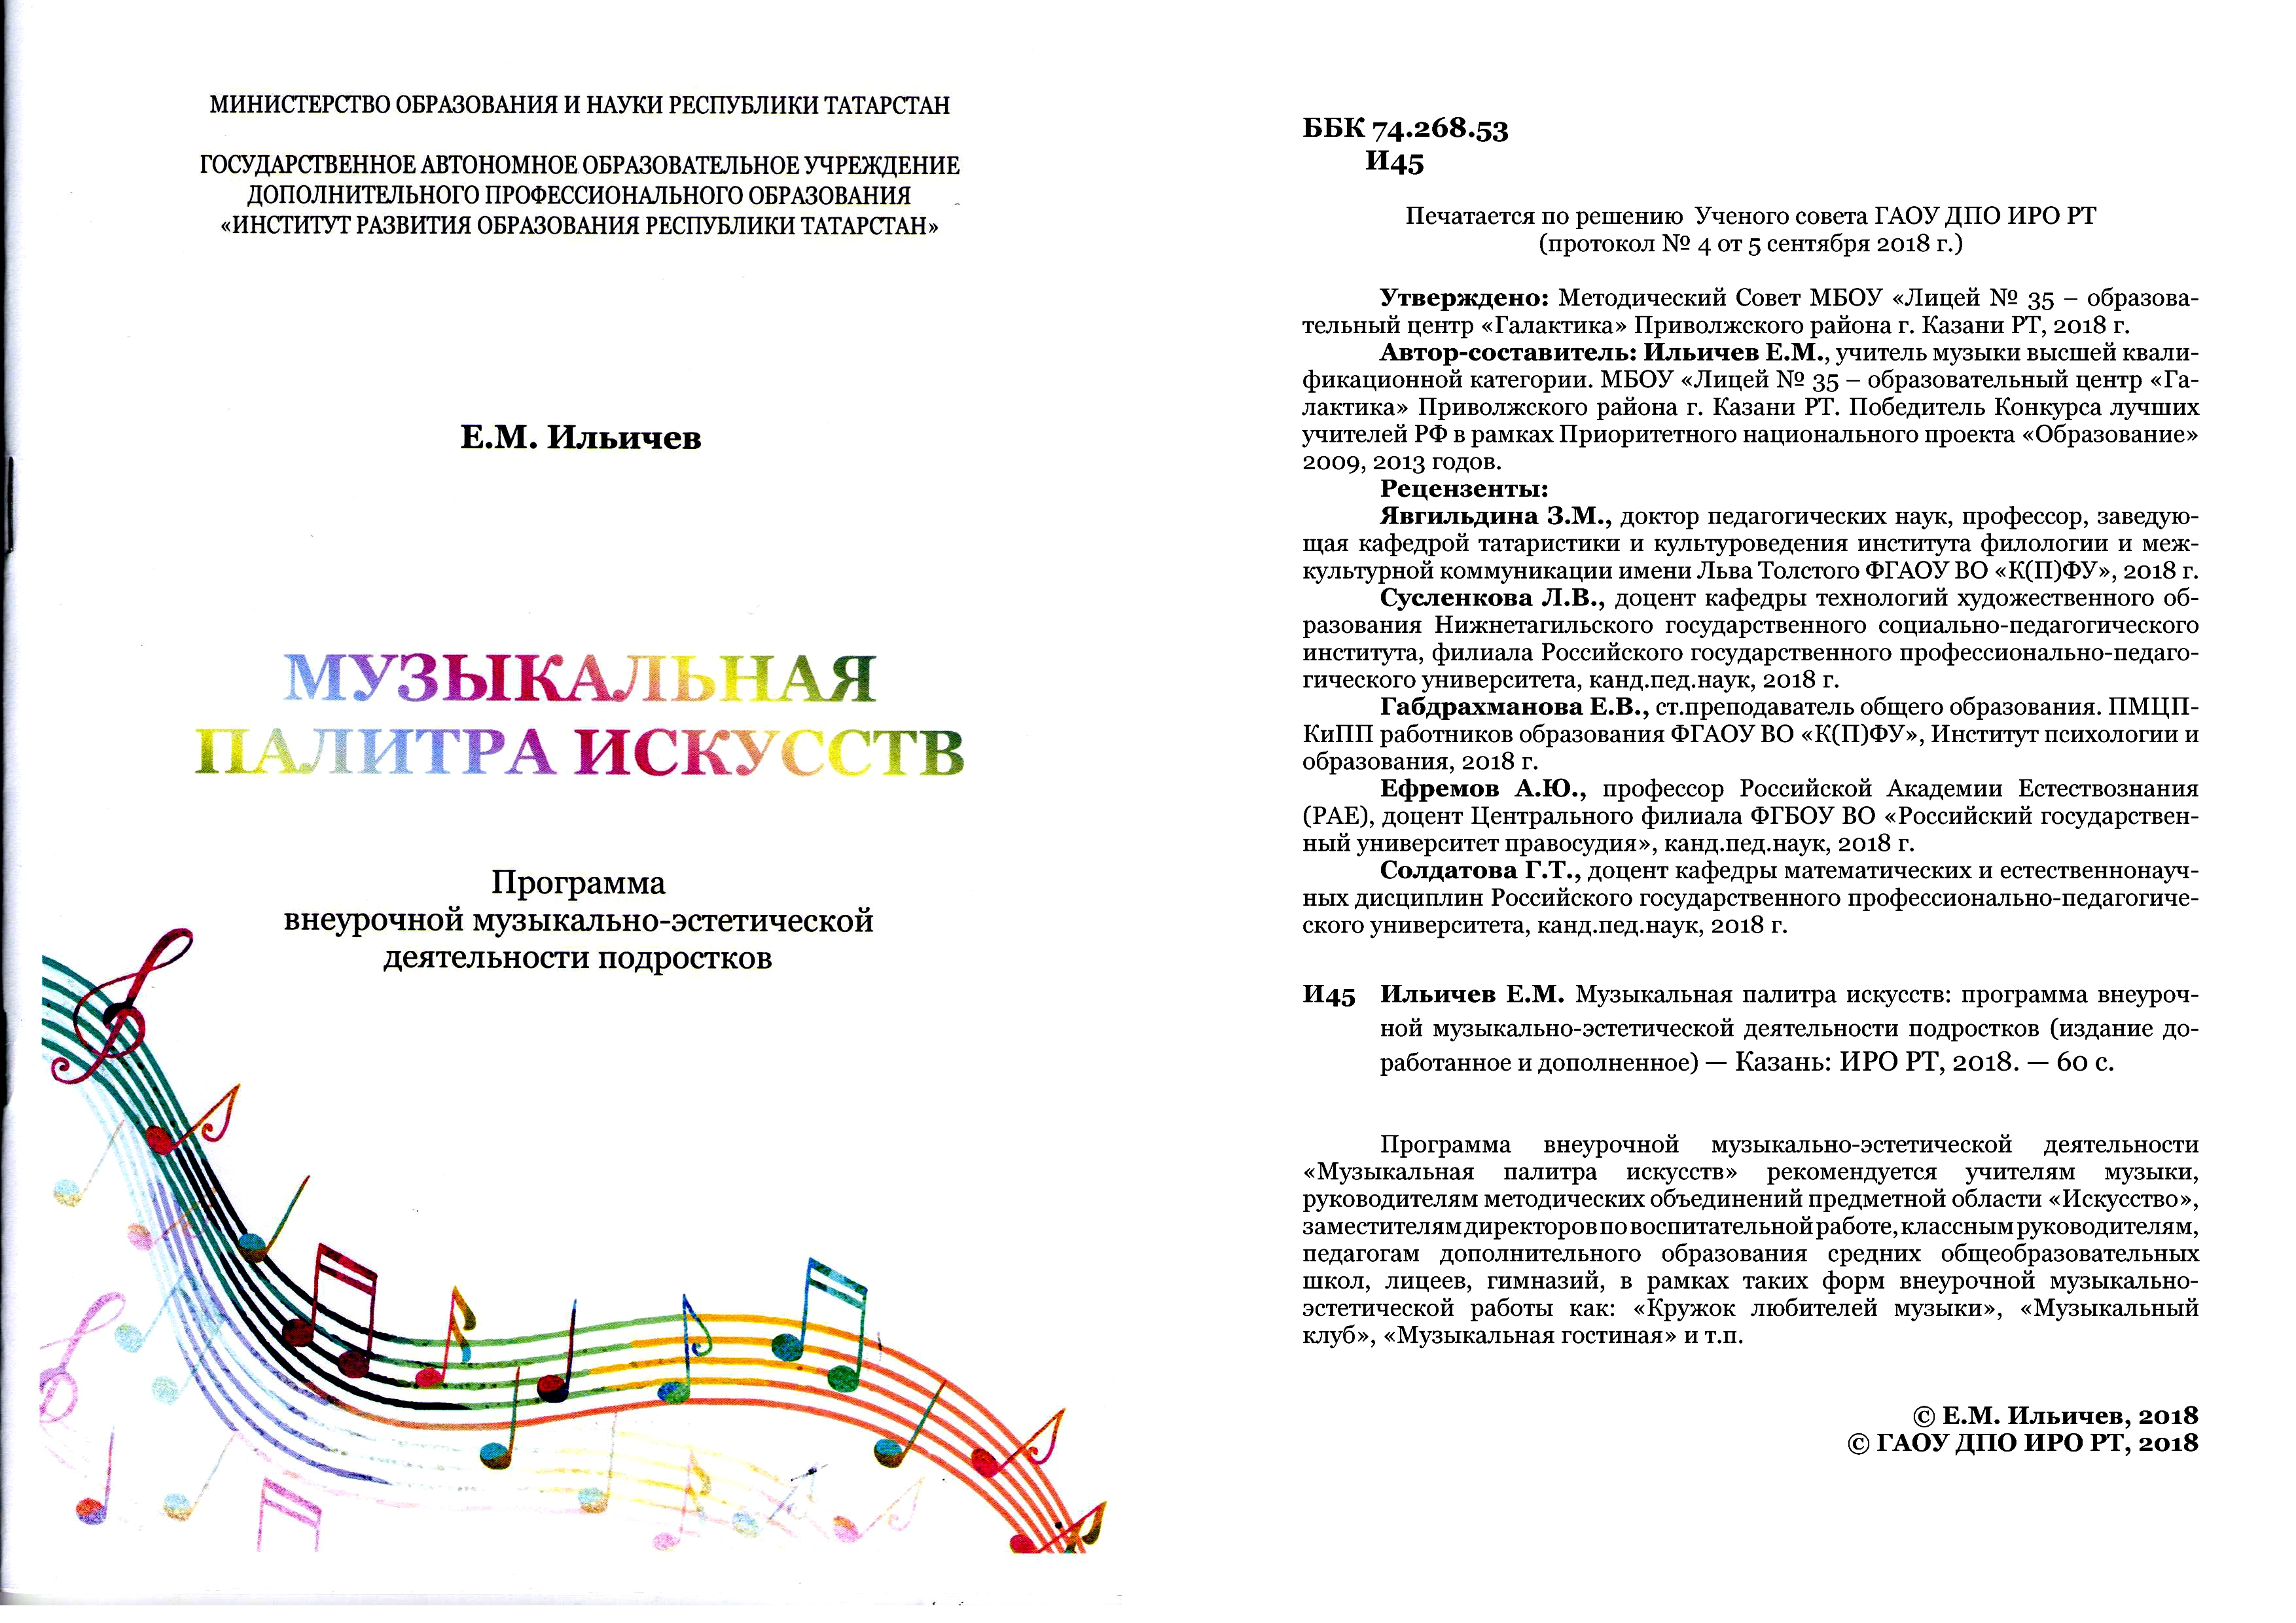 МИНИСТЕРСТВО ОБРАЗОВАНИЯ И НАУКИ РЕСПУБЛИКИ ТАТАРСТАН
ГОСУДАРСТВЕННОЕ АВТОНОМНОЕ ОБРАЗОВАТЕЛЬНОЕ УЧРЕЖДЕНИЕ
ДОПОЛНИТЕЛЬНОГО ПРОФЕССИОНАЛЬНОГО ОБРАЗОВАНИЯ
«ИНСТИТУТ РАЗВИТИЯ ОБРАЗОВАНИЯ РЕСПУБЛИКИ ТАТАРСТАН»
Е.М. Ильичев
МУЗЫКАЛЬНАЯ
ПАЛИТРА ИСКУССТВ
Программа
внеурочной музыкально-эстетической
деятельности подростков
ББК 74.268.53
И45
Печатается по решению Ученого совета ГАОУ ДПО ИРО РТ
(протокол № 4 от 5 сентября 2018 г.)
Утверждено: Методический Совет МБОУ «Лицей № 35 – образова-
тельный центр «Галактика» Приволжского района г. Казани РТ, 2018 г.
Автор-составитель: Ильичев Е.М., учитель музыки высшей квали-
фикационной категории. МБОУ «Лицей № 35 – образовательный центр «Га-
лактика» Приволжского района г. Казани РТ. Победитель Конкурса лучших
учителей РФ в рамках Приоритетного национального проекта «Образование»
2009, 2013 годов.
Рецензенты:
Явгильдина З.М., доктор педагогических наук, профессор, заведую-
щая кафедрой татаристики и культуроведения института филологии и меж-
культурной коммуникации имени Льва Толстого ФГАОУ ВО «К(П)ФУ», 2018 г.
Сусленкова Л.В., доцент кафедры технологий художественного об-
разования Нижнетагильского государственного социально-педагогического
института, филиала Российского государственного профессионально-педаго-
гического университета, канд.пед.наук, 2018 г.
Габдрахманова Е.В., ст.преподаватель общего образования. ПМЦП-
КиПП работников образования ФГАОУ ВО «К(П)ФУ», Институт психологии и
образования, 2018 г.
Ефремов А.Ю., профессор Российской Академии Естествознания
(РАЕ), доцент Центрального филиала ФГБОУ ВО «Российский государствен-
ный университет правосудия», канд.пед.наук, 2018 г.
Солдатова Г.Т., доцент кафедры математических и естественнонауч-
ных дисциплин Российского государственного профессионально-педагогиче-
ского университета, канд.пед.наук, 2018 г.
И45 Ильичев Е.М. Музыкальная палитра искусств: программа внеуроч-
ной музыкально-эстетической деятельности подростков (издание до-
работанное и дополненное) — Казань: ИРО РТ, 2018. — 60 с.
Программа внеурочной музыкально-эстетической деятельности
«Музыкальная палитра искусств» рекомендуется учителям музыки,
руководителям методических объединений предметной области «Искусство»,
заместителям директоров по воспитательной работе, классным руководителям,
педагогам дополнительного образования средних общеобразовательных
школ, лицеев, гимназий, в рамках таких форм внеурочной музыкально-
эстетической работы как: «Кружок любителей музыки», «Музыкальный
клуб», «Музыкальная гостиная» и т.п.
© Е.М. Ильичев, 2018
© ГАОУ ДПО ИРО РТ, 2018